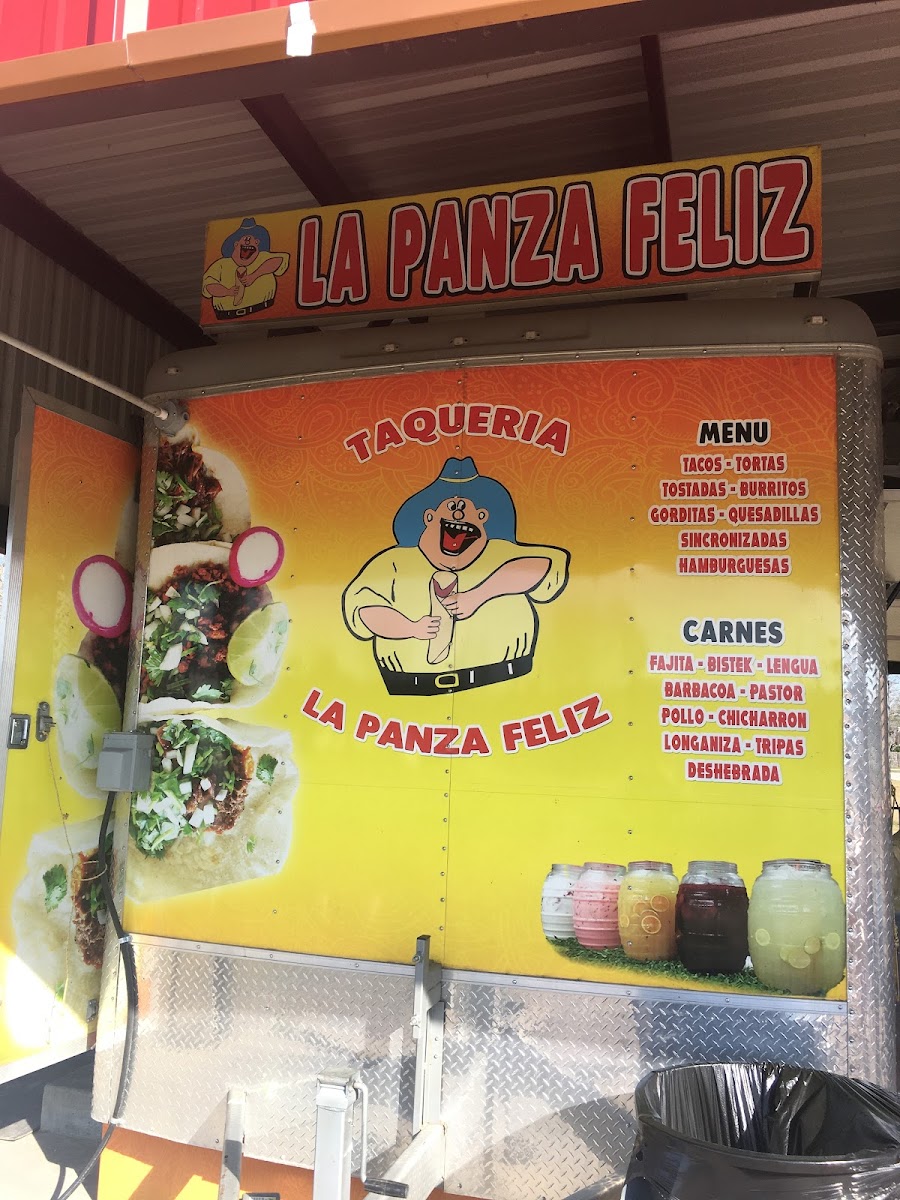 LA PANZA FELIZ
TAQUERIA
LA PANZA FELIZ
MENU
TACOS - TORTAS
TOSTADAS - BURRITOS
GORDITAS - QUESADILLAS
SINCRONIZADAS
HAMBURGUESAS
CARNES
FAJITA - BISTEK - LENGUA
BARBACOA - PASTOR
POLLO - CHICHARRON
LONGANIZA - TRIPAS
DESHEBRADA